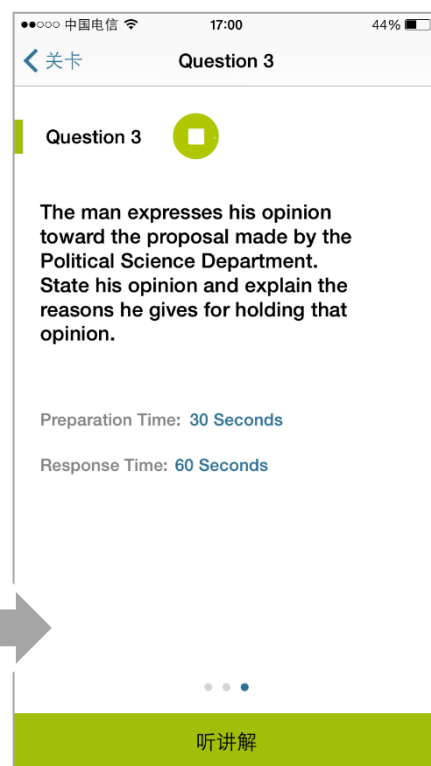 中国电信 17:00 44%
关卡 Question 3
Question 3
The man expresses his opinion
toward the proposal made by the
Political Science Department.
State his opinion and explain the
reasons he gives for holding that
opinion.
Preparation Time: 30 Seconds
Response Time: 60 Seconds
听讲解